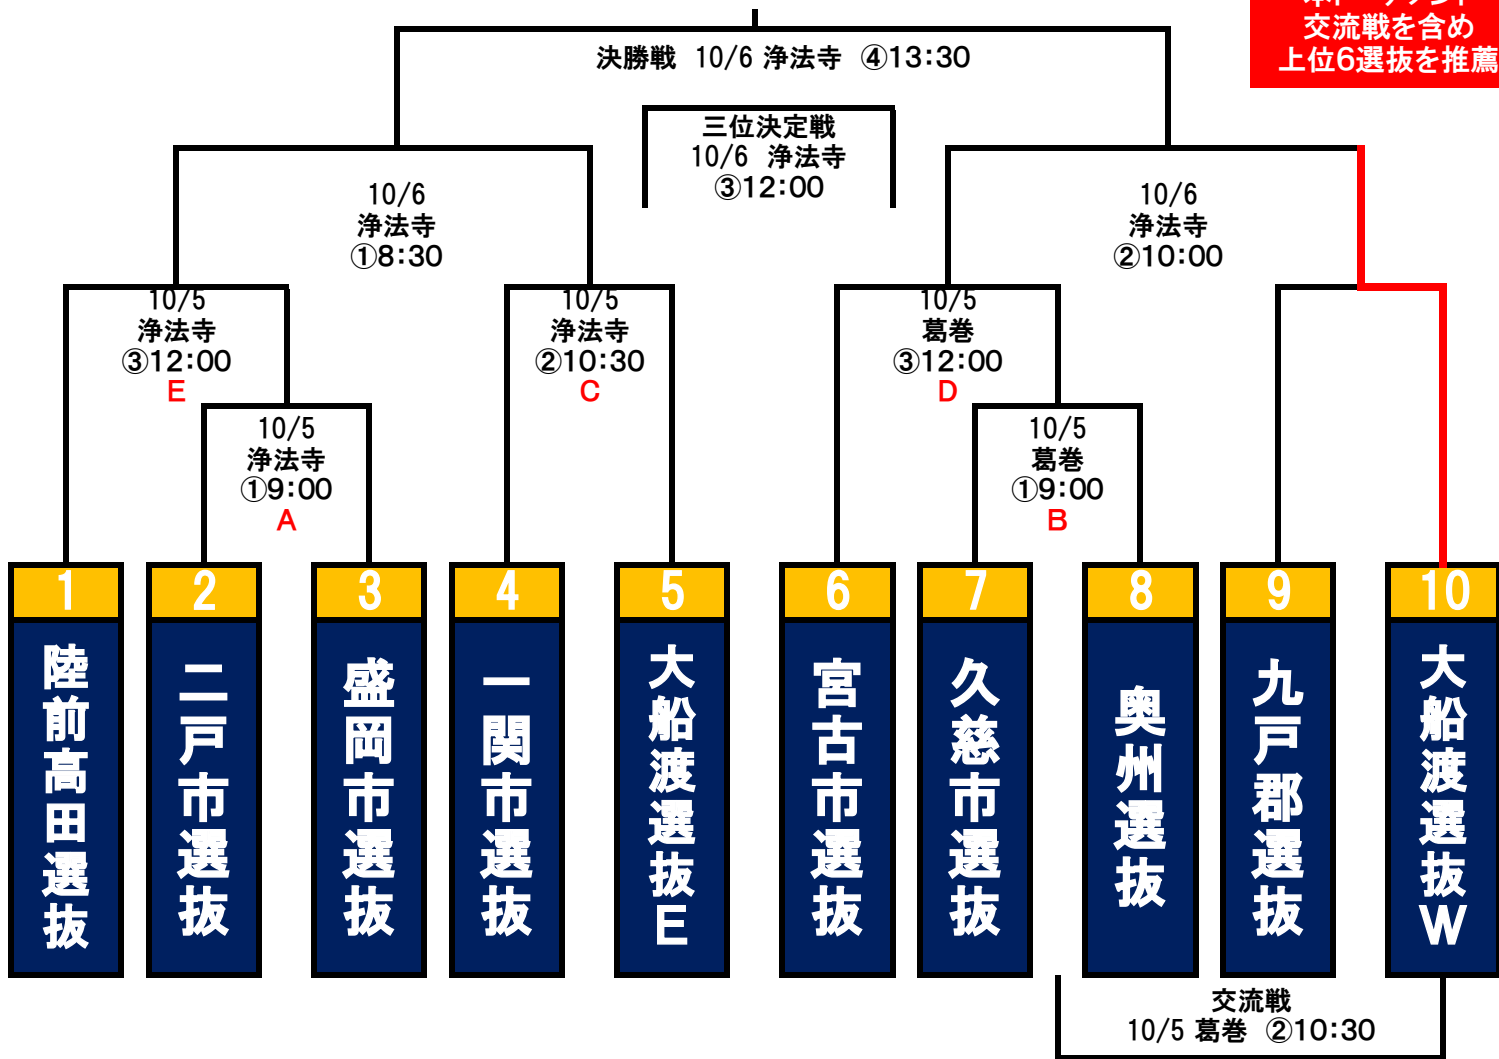 交流戦を含め
上位6選抜を推薦
決勝戦 10/6 浄法寺 ④13:30
三位決定戦
10/6 浄法寺
③12:00
10/6
浄法寺
①8:30
10/6
浄法寺
②10:00
10/5
浄法寺
③12:00
E
10/5
浄法寺
②10:30
C
10/5
葛巻
③12:00
D
10/5
浄法寺
①9:00
A
10/5
葛巻
①9:00
B
1
陸前高田選抜
2
二戸市選抜
3
盛岡市選抜
4
一関市選抜
5
大船渡選抜E
6
宮古市選抜
7
久慈市選抜
8
奥州選抜
9
九戸郡選抜
10
大船渡選抜W
交流戦
10/5 葛巻 ②10:30